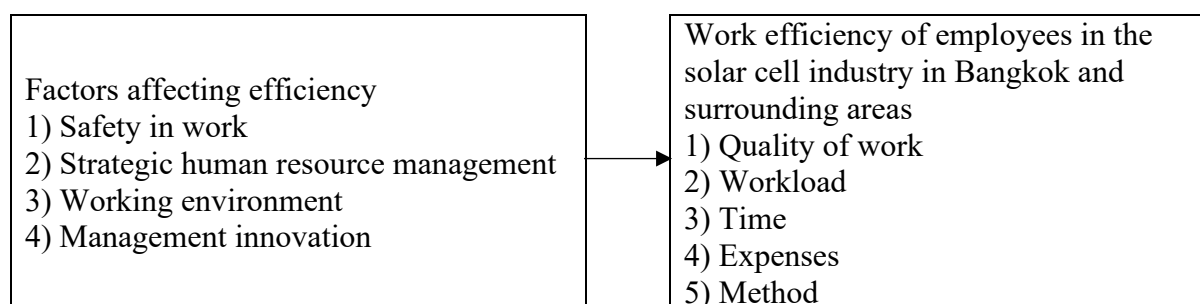 Factors affecting efficiency
1) Safety in work
2) Strategic human resource management
3) Working environment
4) Management innovation
Work efficiency of employees in the
solar cell industry in Bangkok and
surrounding areas
1) Quality of work
2) Workload
3) Time
4) Expenses
5) Method